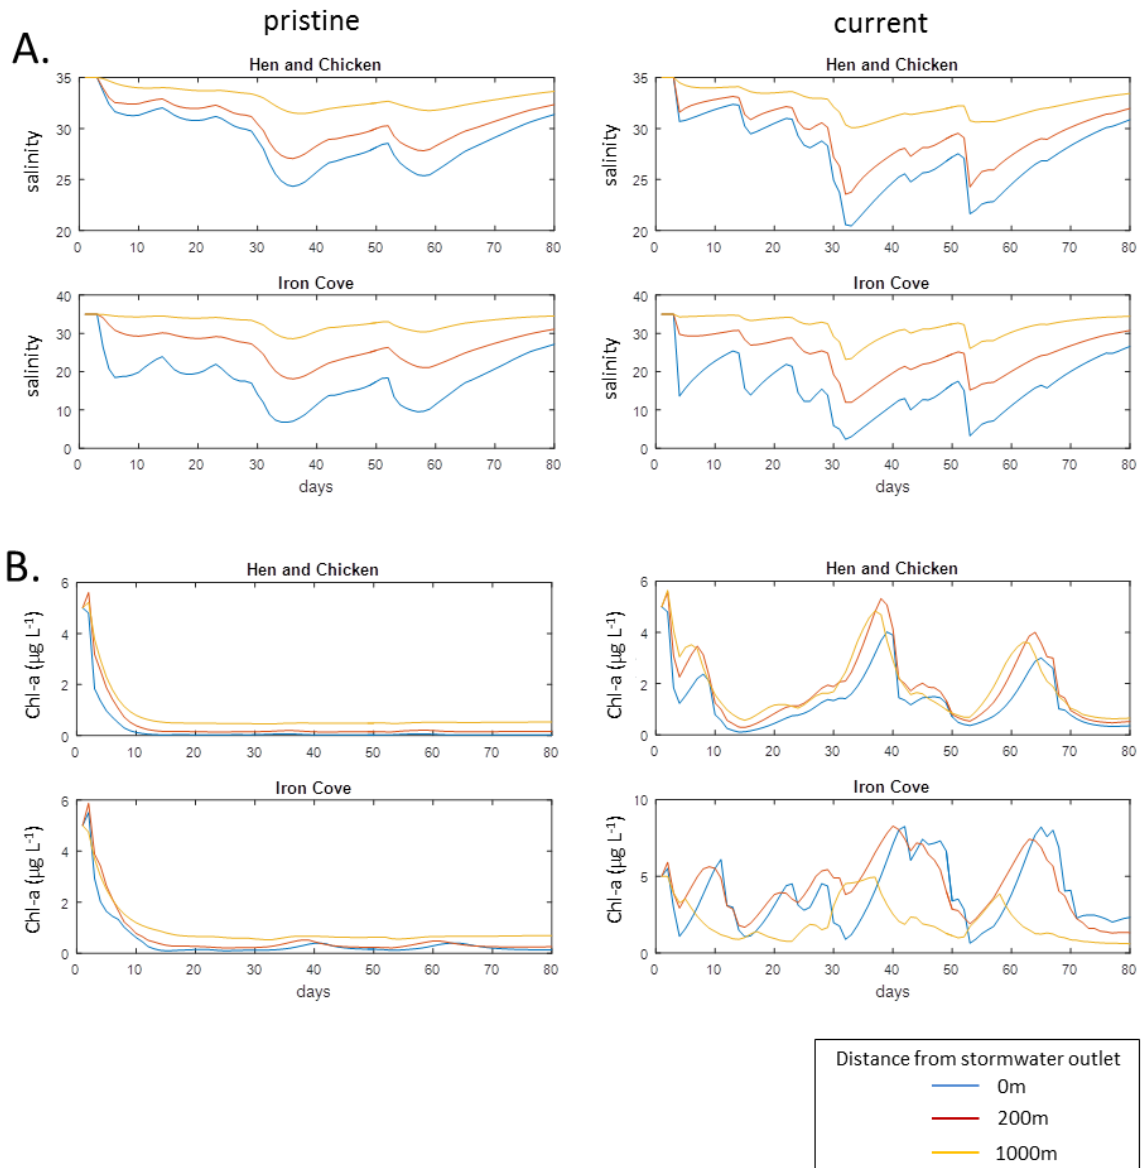 pristine
current
A.
Hen and Chicken
Hen and Chicken
salinity
35
30
25
20
0 10 20 30 40 50 60 70 80
salinity
35
30
25
20
0 10 20 30 40 50 60 70 80
Iron Cove
Iron Cove
salinity
40
30
20
10
0
0 10 20 30 40 50 60 70 80
days
salinity
40
30
20
10
0
0 10 20 30 40 50 60 70 80
days
B.
Hen and Chicken
Hen and Chicken
Chl-a (µg L⁻¹)
6
4
2
0
0 10 20 30 40 50 60 70 80
Chl-a (µg L⁻¹)
6
4
2
0
0 10 20 30 40 50 60 70 80
Iron Cove
Iron Cove
Chl-a (µg L⁻¹)
6
4
2
0
0 10 20 30 40 50 60 70 80
days
Chl-a (µg L⁻¹)
10
5
0
0 10 20 30 40 50 60 70 80
days
Distance from stormwater outlet
0m
200m
1000m